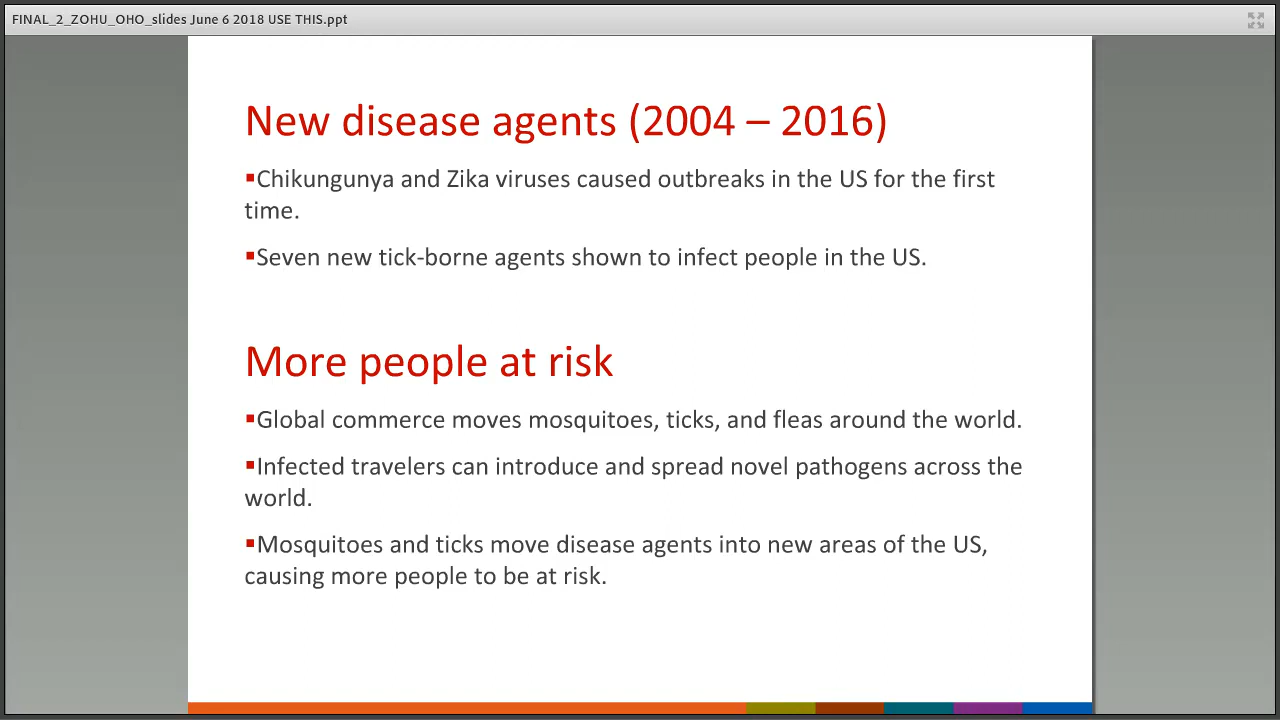 FINAL_2_ZOHU_OHO_slides June 6 2018 USE THIS.ppt
New disease agents (2004 – 2016)
▪Chikungunya and Zika viruses caused outbreaks in the US for the first
time.
▪Seven new tick-borne agents shown to infect people in the US.
More people at risk
▪Global commerce moves mosquitoes, ticks, and fleas around the world.
▪Infected travelers can introduce and spread novel pathogens across the
world.
▪Mosquitoes and ticks move disease agents into new areas of the US,
causing more people to be at risk.